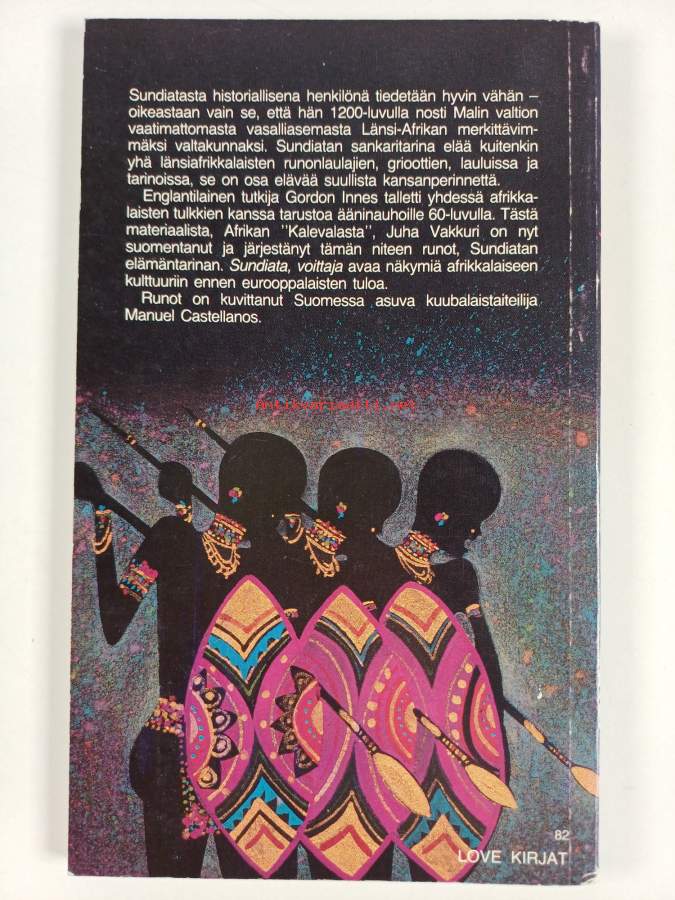 Sundiatasta historiallisena henkilönä tiedetään hyvin vähän –
oikeastaan vain se, että hän 1200-luvulla nosti Malin valtion
vaatimattomasta vasalliasemasta Länsi-Afrikan merkittävim-
mäksi valtakunnaksi. Sundiatan sankaritarina elää kuitenkin
yhä länsiafrikkalaisten runonlaulajien, grioottien, lauluissa ja
tarinoissa, se on osa elävää suullista kansanperinnettä.
Englantilainen tutkija Gordon Innes talletti yhdessä afrikka-
laisten tulkkien kanssa tarustoa ääninauhoille 60-luvulla. Tästä
materiaalista, Afrikan "Kalevalasta", Juha Vakkuri on nyt
suomentanut ja järjestänyt tämän niteen runot, Sundiatan
elämäntarinan. Sundiata, voittaja avaa näkymiä afrikkalaiseen
kulttuuriin ennen eurooppalaisten tuloa.
Runot on kuvittanut Suomessa asuva kuubalaistaiteilija
Manuel Castellanos.
82
LOVE KIRJAT